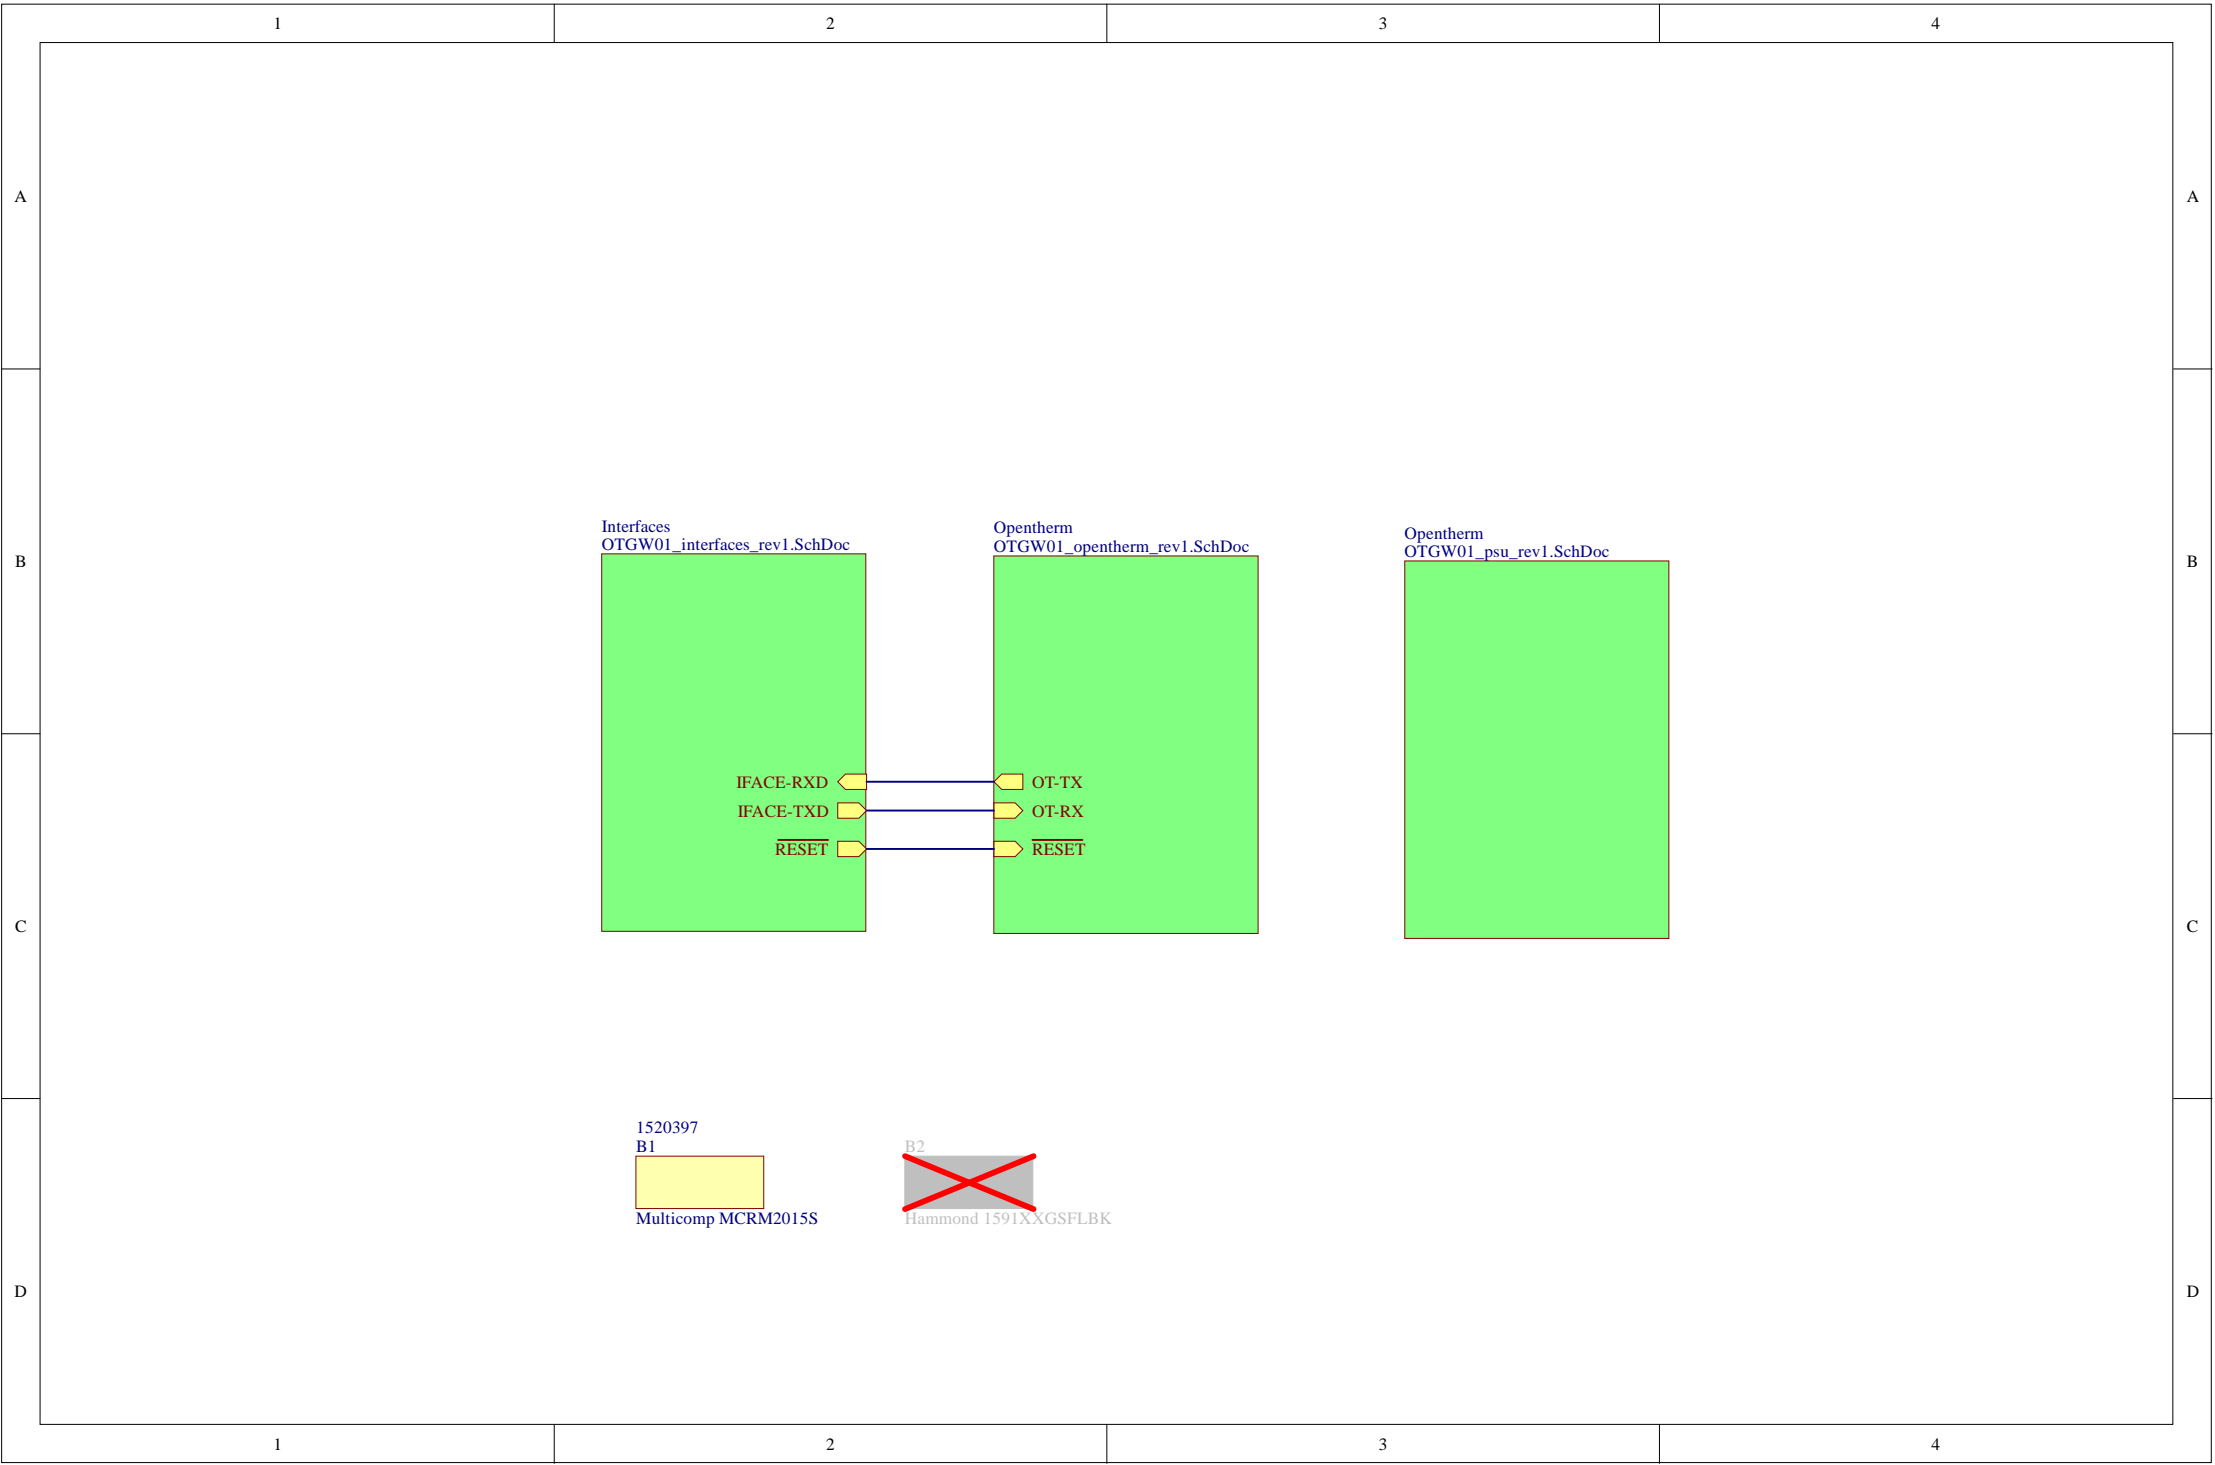 1 2 3 4
A A
Interfaces
OTGW01_interfaces_rev1.SchDoc
Opentherm
OTGW01_opentherm_rev1.SchDoc
Opentherm
OTGW01_psu_rev1.SchDoc
B B
IFACE-RXD OT-TX
IFACE-TXD OT-RX
RESET RESET
C C
1520397
B1
Multicomp MCRM2015S
B2
Hammond 1591XXGSFLBK
D D
1 2 3 4